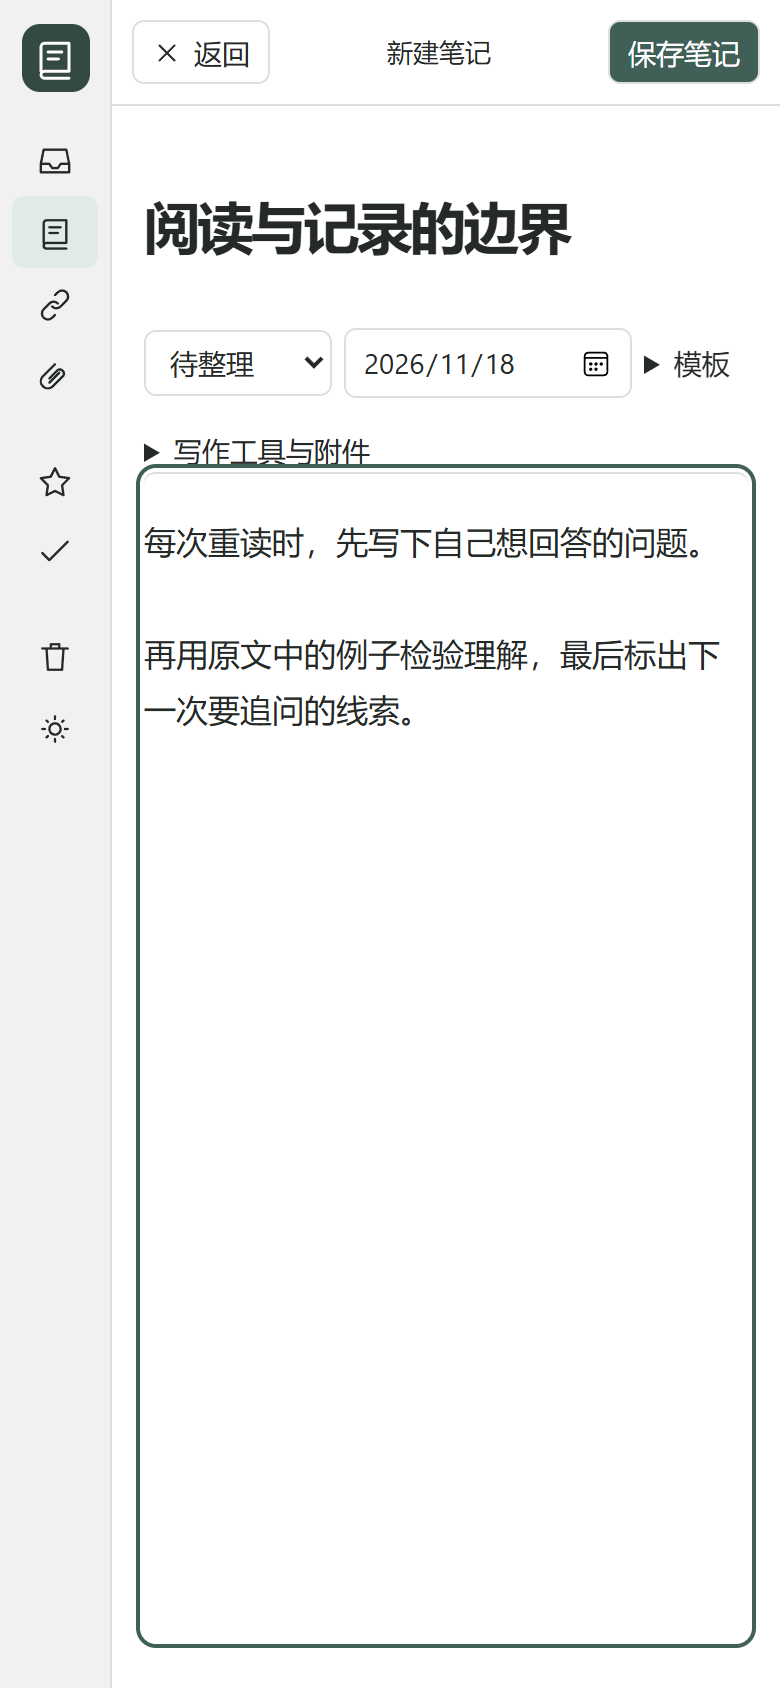 返回
新建笔记
保存笔记
阅读与记录的边界
待整理
2026/11/18
模板
写作工具与附件
每次重读时，先写下自己想回答的问题。
再用原文中的例子检验理解，最后标出下
一次要追问的线索。